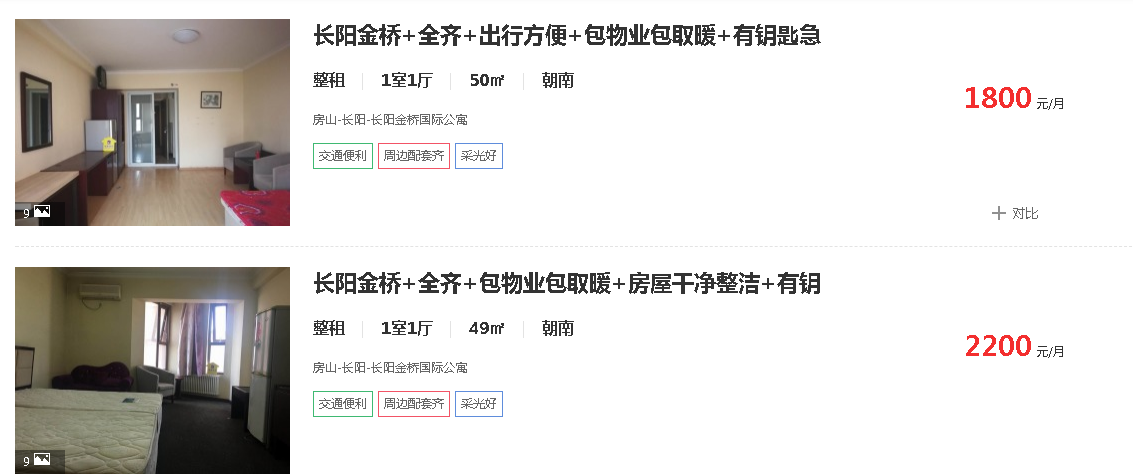 长阳金桥+全齐+出行方便+包物业包取暖+有钥匙急
整租 1室1厅 50㎡ 朝南
1800 元/月
房山-长阳-长阳金桥国际公寓
交通便利 周边配套齐 采光好
9
对比
长阳金桥+全齐+包物业包取暖+房屋干净整洁+有钥
整租 1室1厅 49㎡ 朝南
2200 元/月
房山-长阳-长阳金桥国际公寓
交通便利 周边配套齐 采光好
9